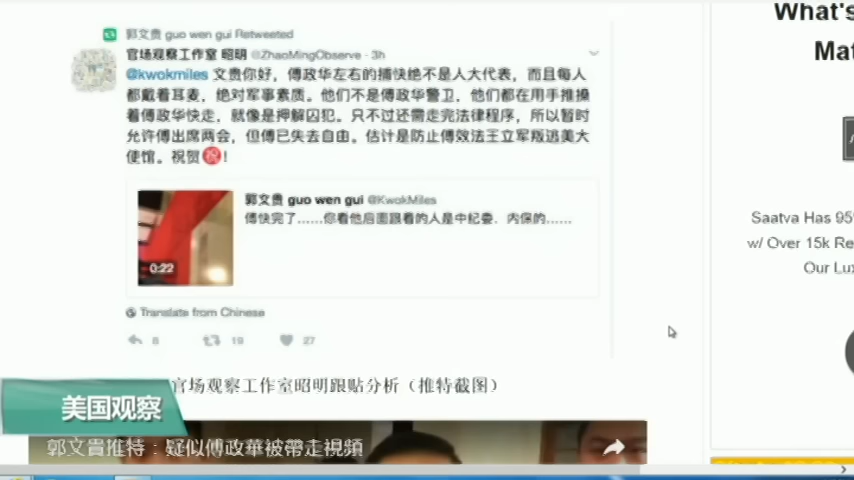 郭文贵 guo wen gui Retweeted
官场观察工作室 昭明 @ZhaoMingObserve · 3h
@kwokmiles 文贵你好，傅政华左右的捕快绝不是人大代表，而且每人
都戴着耳麦，绝对军事素质。他们不是傅政华警卫，他们都在用手推搡
着傅政华快走，就像是押解囚犯。只不过还需走完法律程序，所以暂时
允许傅出席两会，但傅已失去自由。估计是防止傅效法王立军叛逃美大
使馆。祝贺㊗️！
郭文贵 guo wen gui @KwokMiles
傅快完了......你看他后面跟着的人是中纪委．内保的......
0:22
Translate from Chinese
8 19 27
官场观察工作室昭明跟贴分析（推特截图）
美国观察
郭文貴推特：疑似傅政華被帶走視頻
What's
Mat
Saatva Has 95
w/ Over 15k Re
Our Lux